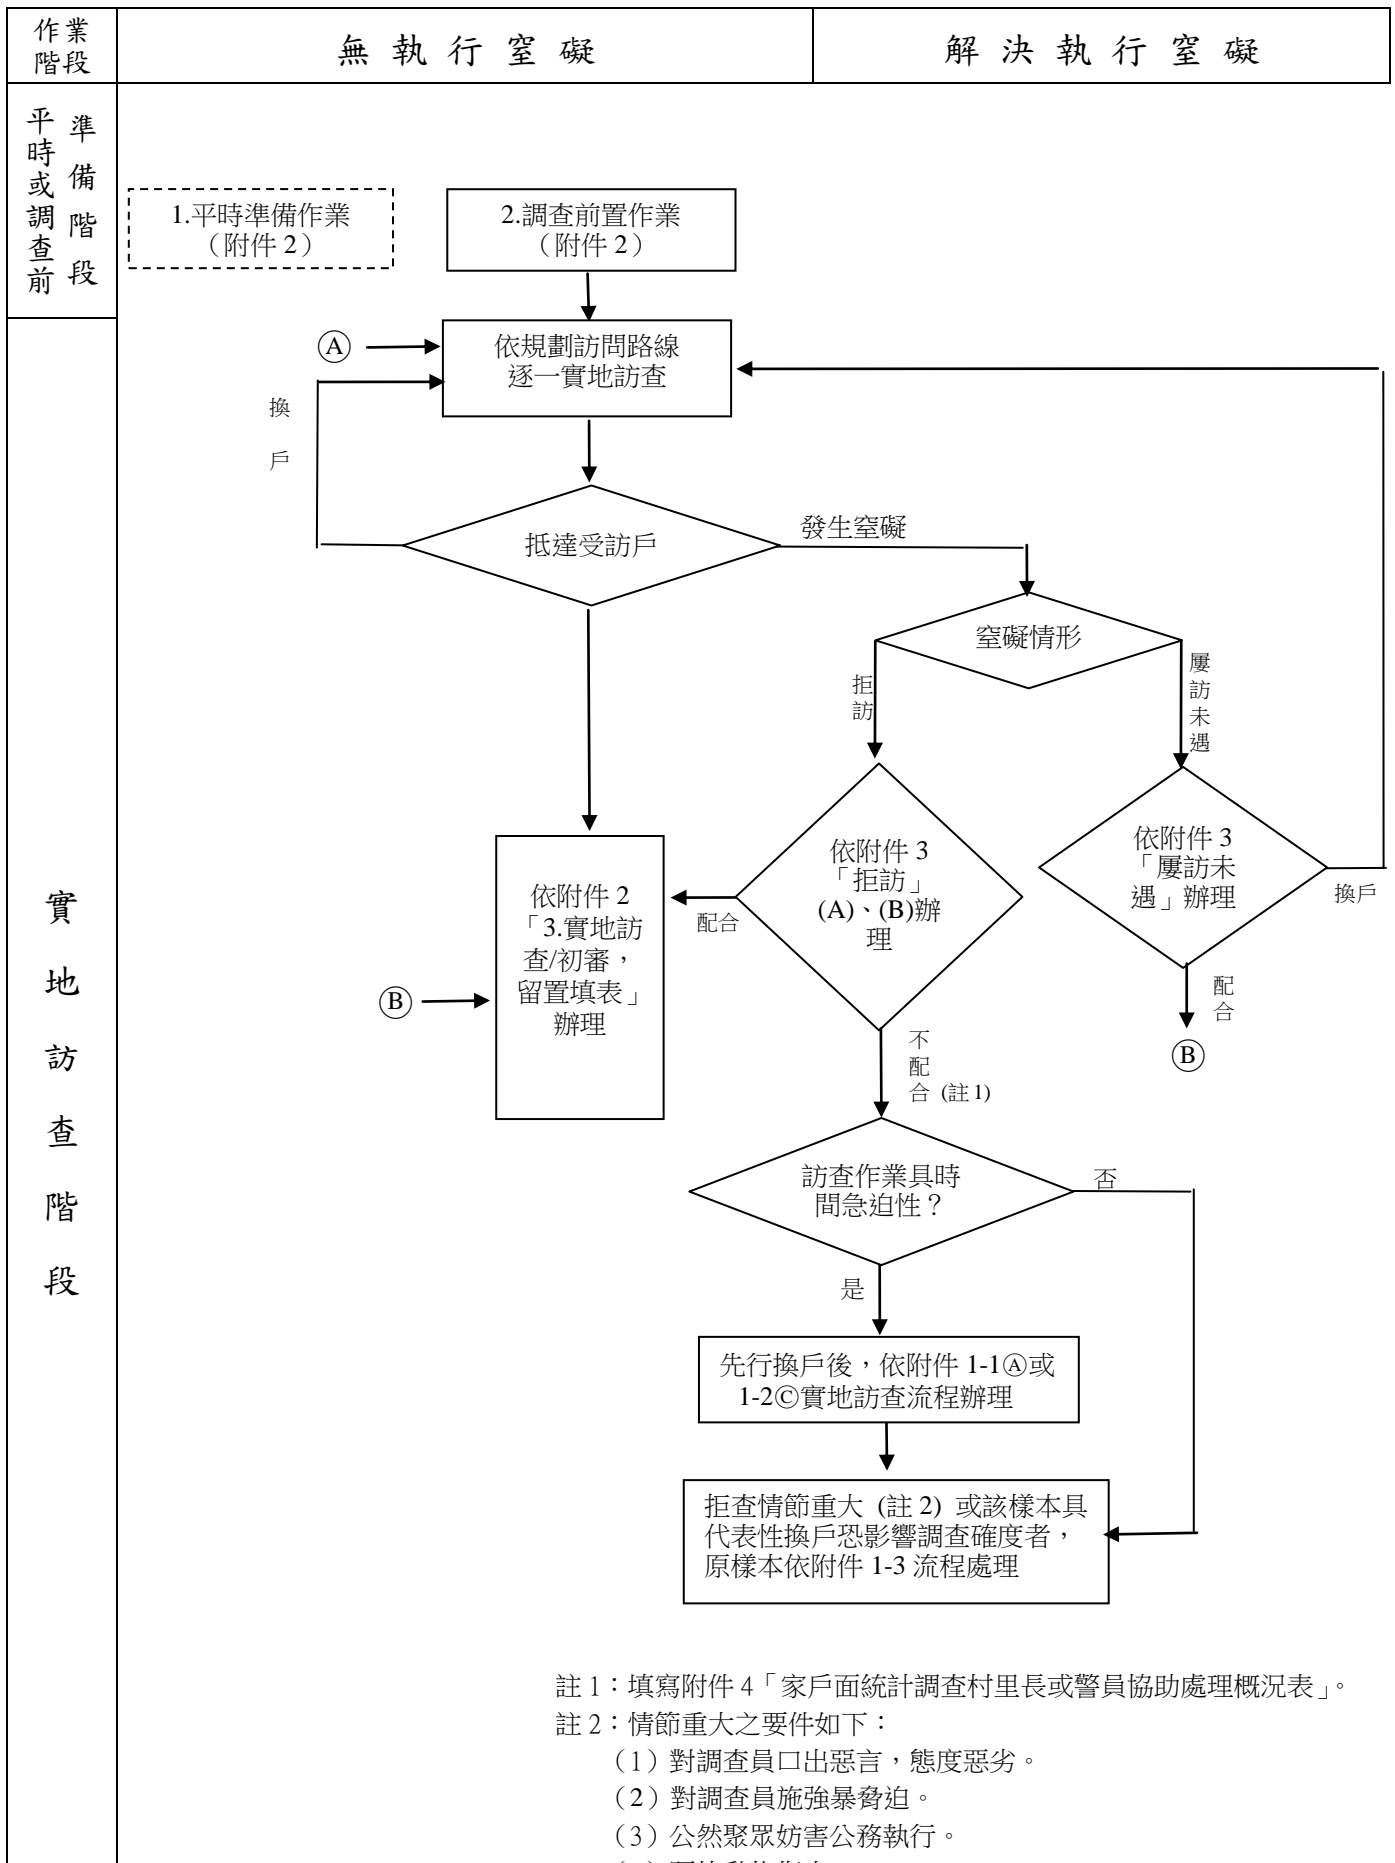 作業
階段
無執行窒礙
解決執行窒礙
平時或調查前
準備階段
1.平時準備作業
（附件 2）
2.調查前置作業
（附件 2）
Ⓐ
依規劃訪問路線
逐一實地訪查
換戶
抵達受訪戶
發生窒礙
窒礙情形
拒訪
屢訪未遇
實地訪查階段
依附件 2
「3.實地訪
查/初審，
留置填表」
辦理
Ⓑ
配合
依附件 3
「拒訪」
(A)、(B)辦
理
依附件 3
「屢訪未
遇」辦理
換戶
配合
Ⓑ
不配合 (註 1)
訪查作業具時
間急迫性？
否
是
先行換戶後，依附件 1-1Ⓐ或
1-2Ⓒ實地訪查流程辦理
拒查情節重大 (註 2) 或該樣本具
代表性換戶恐影響調查確度者，
原樣本依附件 1-3 流程處理
註 1：填寫附件 4「家戶面統計調查村里長或警員協助處理概況表」。
註 2：情節重大之要件如下：
（1）對調查員口出惡言，態度惡劣。
（2）對調查員施強暴脅迫。
（3）公然聚眾妨害公務執行。